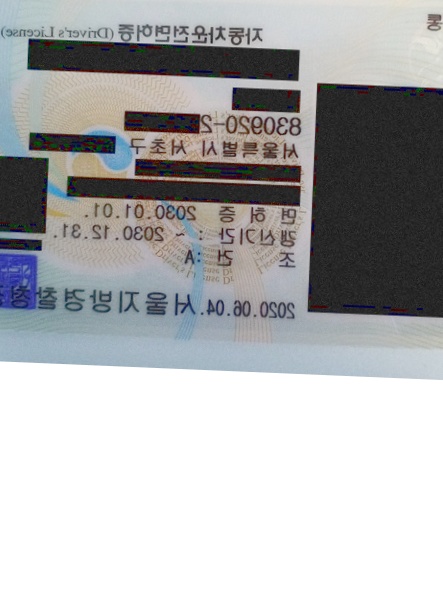 자동차운전면허증 (Driver's License)
830920-2
서울특별시 서초구
면 허 증 2030.01.01.
갱신기간 : ~ 2030.12.31.
조 건 : A
2020.06.04. 서울지방경찰청